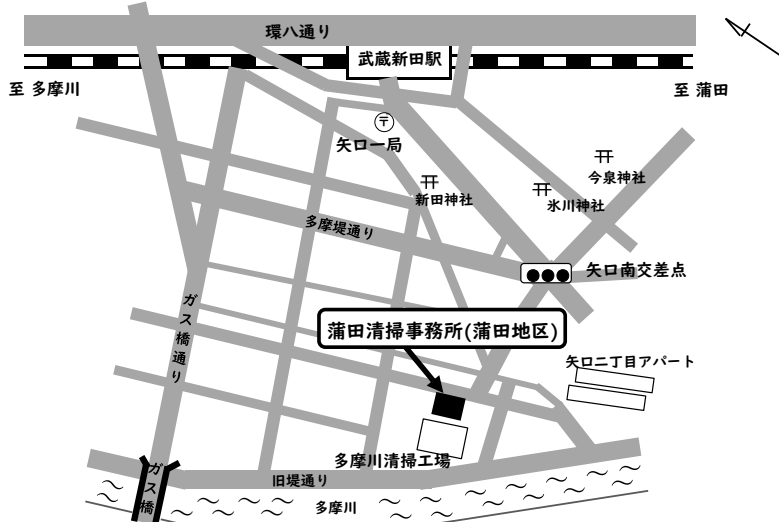 環八通り
武蔵新田駅
至 多摩川
至 蒲田
〒
矢口一局
今泉神社
新田神社
氷川神社
多摩堤通り
矢口南交差点
ガス橋通り
蒲田清掃事務所(蒲田地区)
矢口二丁目アパート
多摩川清掃工場
ガス橋
旧堤通り
多摩川